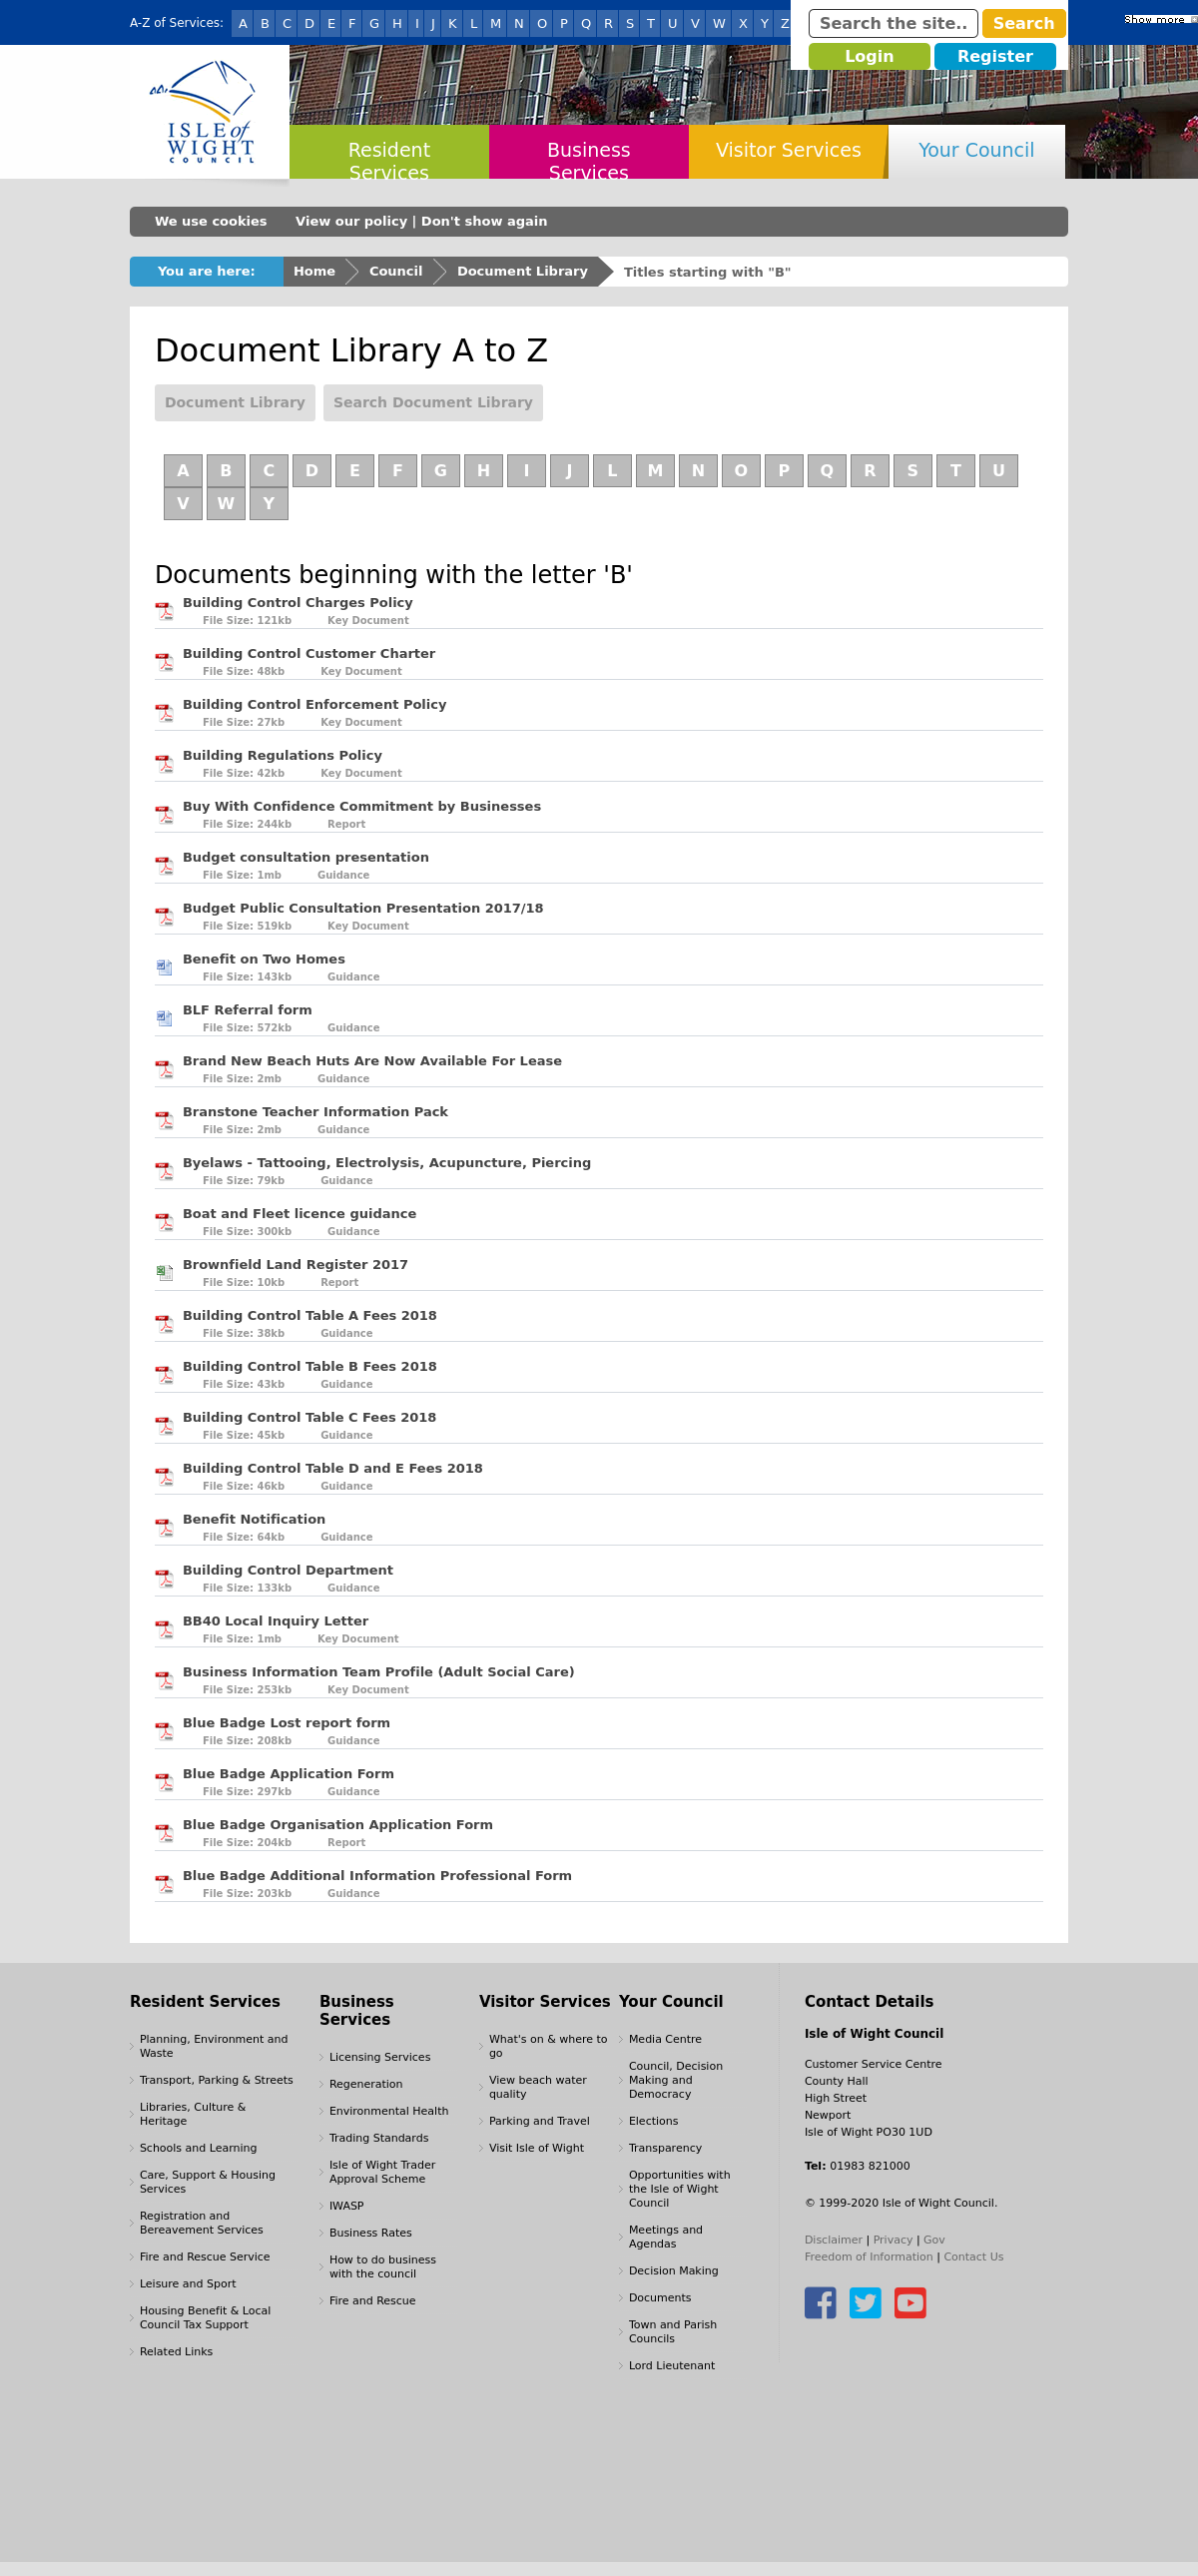 A-Z of Services: A B C D E F G H I J K L M N O P Q R S T U V W X Y Z
Search the site.. Search
Show more
Login Register
ISLE of
WIGHT
COUNCIL
Resident
Services
Business
Services
Visitor Services
Your Council
We use cookies View our policy | Don't show again
You are here: Home Council Document Library Titles starting with "B"
Document Library A to Z
Document Library Search Document Library
A B C D E F G H I J L M N O P Q R S T U
V W Y
Documents beginning with the letter 'B'
Building Control Charges Policy
File Size: 121kb Key Document
Building Control Customer Charter
File Size: 48kb Key Document
Building Control Enforcement Policy
File Size: 27kb Key Document
Building Regulations Policy
File Size: 42kb Key Document
Buy With Confidence Commitment by Businesses
File Size: 244kb Report
Budget consultation presentation
File Size: 1mb Guidance
Budget Public Consultation Presentation 2017/18
File Size: 519kb Key Document
Benefit on Two Homes
File Size: 143kb Guidance
BLF Referral form
File Size: 572kb Guidance
Brand New Beach Huts Are Now Available For Lease
File Size: 2mb Guidance
Branstone Teacher Information Pack
File Size: 2mb Guidance
Byelaws - Tattooing, Electrolysis, Acupuncture, Piercing
File Size: 79kb Guidance
Boat and Fleet licence guidance
File Size: 300kb Guidance
Brownfield Land Register 2017
File Size: 10kb Report
Building Control Table A Fees 2018
File Size: 38kb Guidance
Building Control Table B Fees 2018
File Size: 43kb Guidance
Building Control Table C Fees 2018
File Size: 45kb Guidance
Building Control Table D and E Fees 2018
File Size: 46kb Guidance
Benefit Notification
File Size: 64kb Guidance
Building Control Department
File Size: 133kb Guidance
BB40 Local Inquiry Letter
File Size: 1mb Key Document
Business Information Team Profile (Adult Social Care)
File Size: 253kb Key Document
Blue Badge Lost report form
File Size: 208kb Guidance
Blue Badge Application Form
File Size: 297kb Guidance
Blue Badge Organisation Application Form
File Size: 204kb Report
Blue Badge Additional Information Professional Form
File Size: 203kb Guidance
Resident Services
Planning, Environment and
Waste
Transport, Parking & Streets
Libraries, Culture &
Heritage
Schools and Learning
Care, Support & Housing
Services
Registration and
Bereavement Services
Fire and Rescue Service
Leisure and Sport
Housing Benefit & Local
Council Tax Support
Related Links
Business
Services
Licensing Services
Regeneration
Environmental Health
Trading Standards
Isle of Wight Trader
Approval Scheme
IWASP
Business Rates
How to do business
with the council
Fire and Rescue
Visitor Services
What's on & where to
go
View beach water
quality
Parking and Travel
Visit Isle of Wight
Your Council
Media Centre
Council, Decision
Making and
Democracy
Elections
Transparency
Opportunities with
the Isle of Wight
Council
Meetings and
Agendas
Decision Making
Documents
Town and Parish
Councils
Lord Lieutenant
Contact Details
Isle of Wight Council
Customer Service Centre
County Hall
High Street
Newport
Isle of Wight PO30 1UD
Tel: 01983 821000
© 1999-2020 Isle of Wight Council.
Disclaimer | Privacy | Gov
Freedom of Information | Contact Us